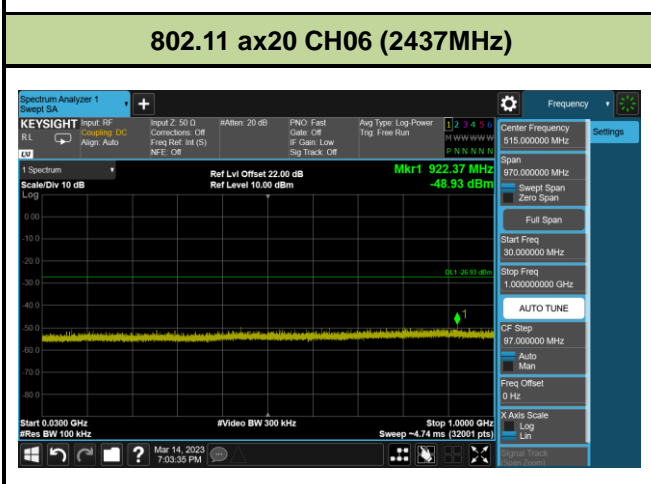 802.11 ax20 CH06 (2437MHz)
Spectrum Analyzer 1
Swept SA
Frequency
KEYSIGHT
RL
LXI
Input: RF
Coupling: DC
Align: Auto
Input Z: 50 Ω
Corrections: Off
Freq Ref: Int (S)
NFE: Off
#Atten: 20 dB
PNO: Fast
Gate: Off
IF Gain: Low
Sig Track: Off
Avg Type: Log-Power
Trig: Free Run
1 2 3 4 5 6
M W W W W W
P N N N N N
Center Frequency
515.000000 MHz
Settings
1 Spectrum
Scale/Div 10 dB
Log
Ref Lvl Offset 22.00 dB
Ref Level 10.00 dBm
Mkr1 922.37 MHz
-48.93 dBm
Span
970.000000 MHz
Swept Span
Zero Span
Full Span
Start Freq
30.000000 MHz
Stop Freq
1.000000000 GHz
AUTO TUNE
CF Step
97.000000 MHz
Auto
Man
Freq Offset
0 Hz
X Axis Scale
Log
Lin
Signal Track
(Span Zoom)
0.00
-10.0
-20.0
DL1 -26.93 dBm
-30.0
-40.0
1
-50.0
-60.0
-70.0
-80.0
Start 0.0300 GHz
#Video BW 300 kHz
Stop 1.0000 GHz
#Res BW 100 kHz
Sweep ~4.74 ms (32001 pts)
?
Mar 14, 2023
7:03:35 PM